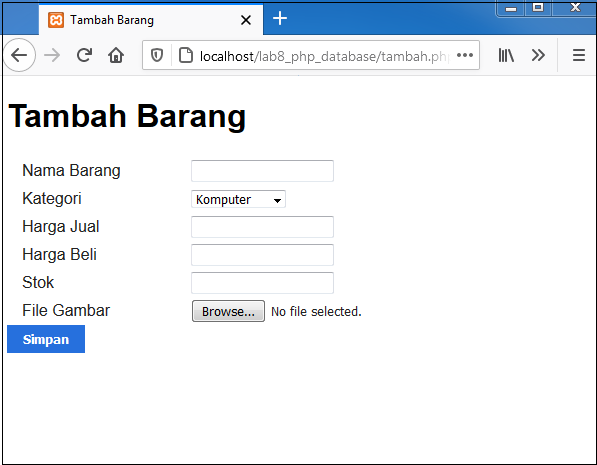 Tambah Barang
localhost/lab8_php_database/tambah.php
Tambah Barang
Nama Barang
Kategori Komputer
Harga Jual
Harga Beli
Stok
File Gambar Browse... No file selected.
Simpan